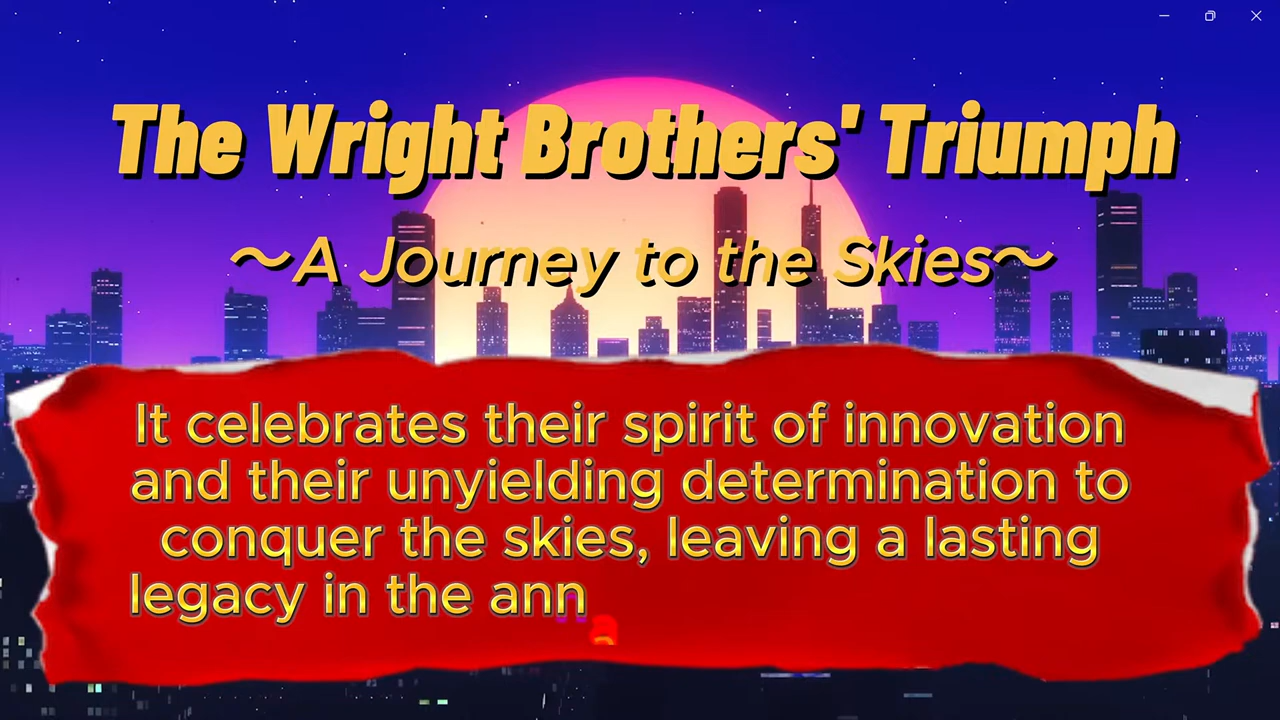 The Wright Brothers' Triumph
～A Journey to the Skies～
It celebrates their spirit of innovation
and their unyielding determination to
conquer the skies, leaving a lasting
legacy in the ann